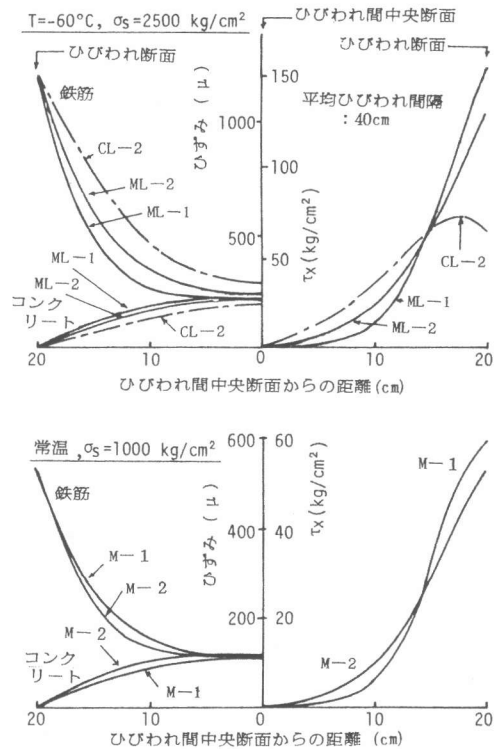 T=-60°C, σs=2500 kg/cm²
ひびわれ間中央断面
ひびわれ断面
ひびわれ断面
鉄筋
ひずみ (μ)
1000
500
150
100
50
0
τx(kg/cm²)
平均ひびわれ間隔
:40cm
CL-2
ML-2
ML-1
ML-1
ML-2
コンク
リート
CL-2
CL-2
ML-1
ML-2
20
10
0
10
20
ひびわれ間中央断面からの距離(cm)
常温,σs=1000 kg/cm²
鉄筋
ひずみ (μ)
600
400
200
0
60
40
20
τx(kg/cm²)
M-1
M-2
M-2
コンク
リート
M-1
M-1
M-2
20
10
0
10
20
ひびわれ間中央断面からの距離(cm)